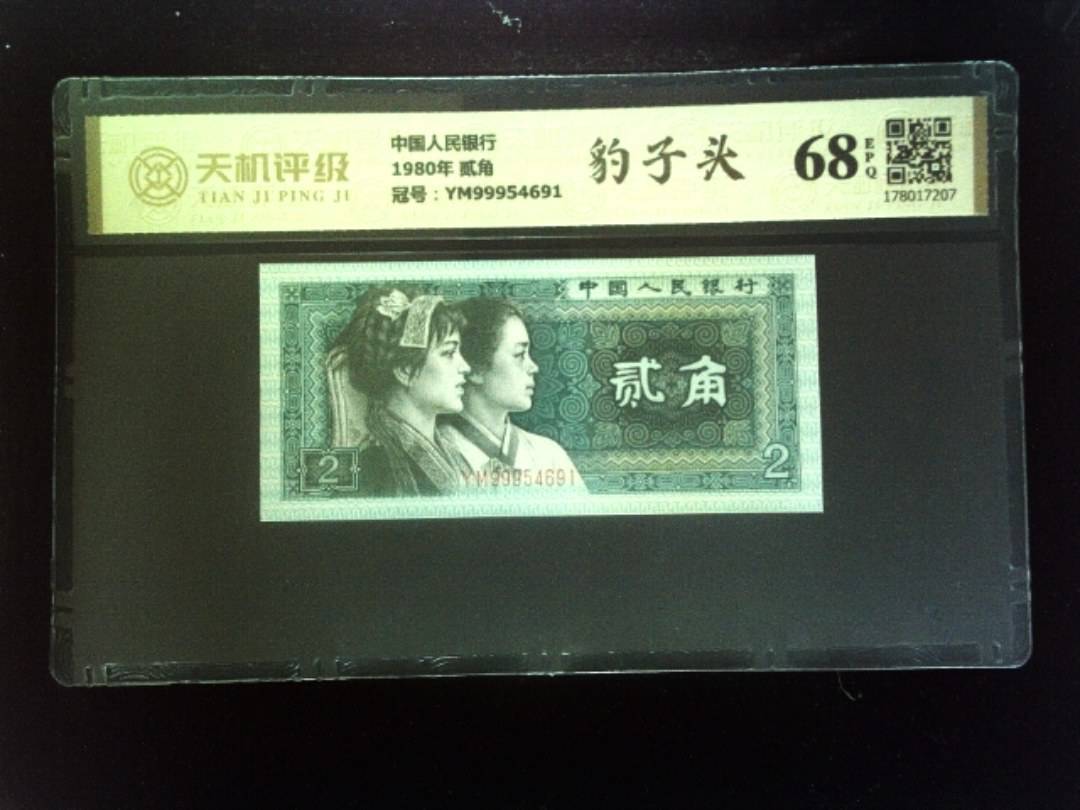 天机评级
TIAN JI PING JI
中国人民银行
1980年 贰角
冠号：YM99954691
豹子头
68
EPQ
178017207
中国人民银行
贰角
2
2
YM99954691